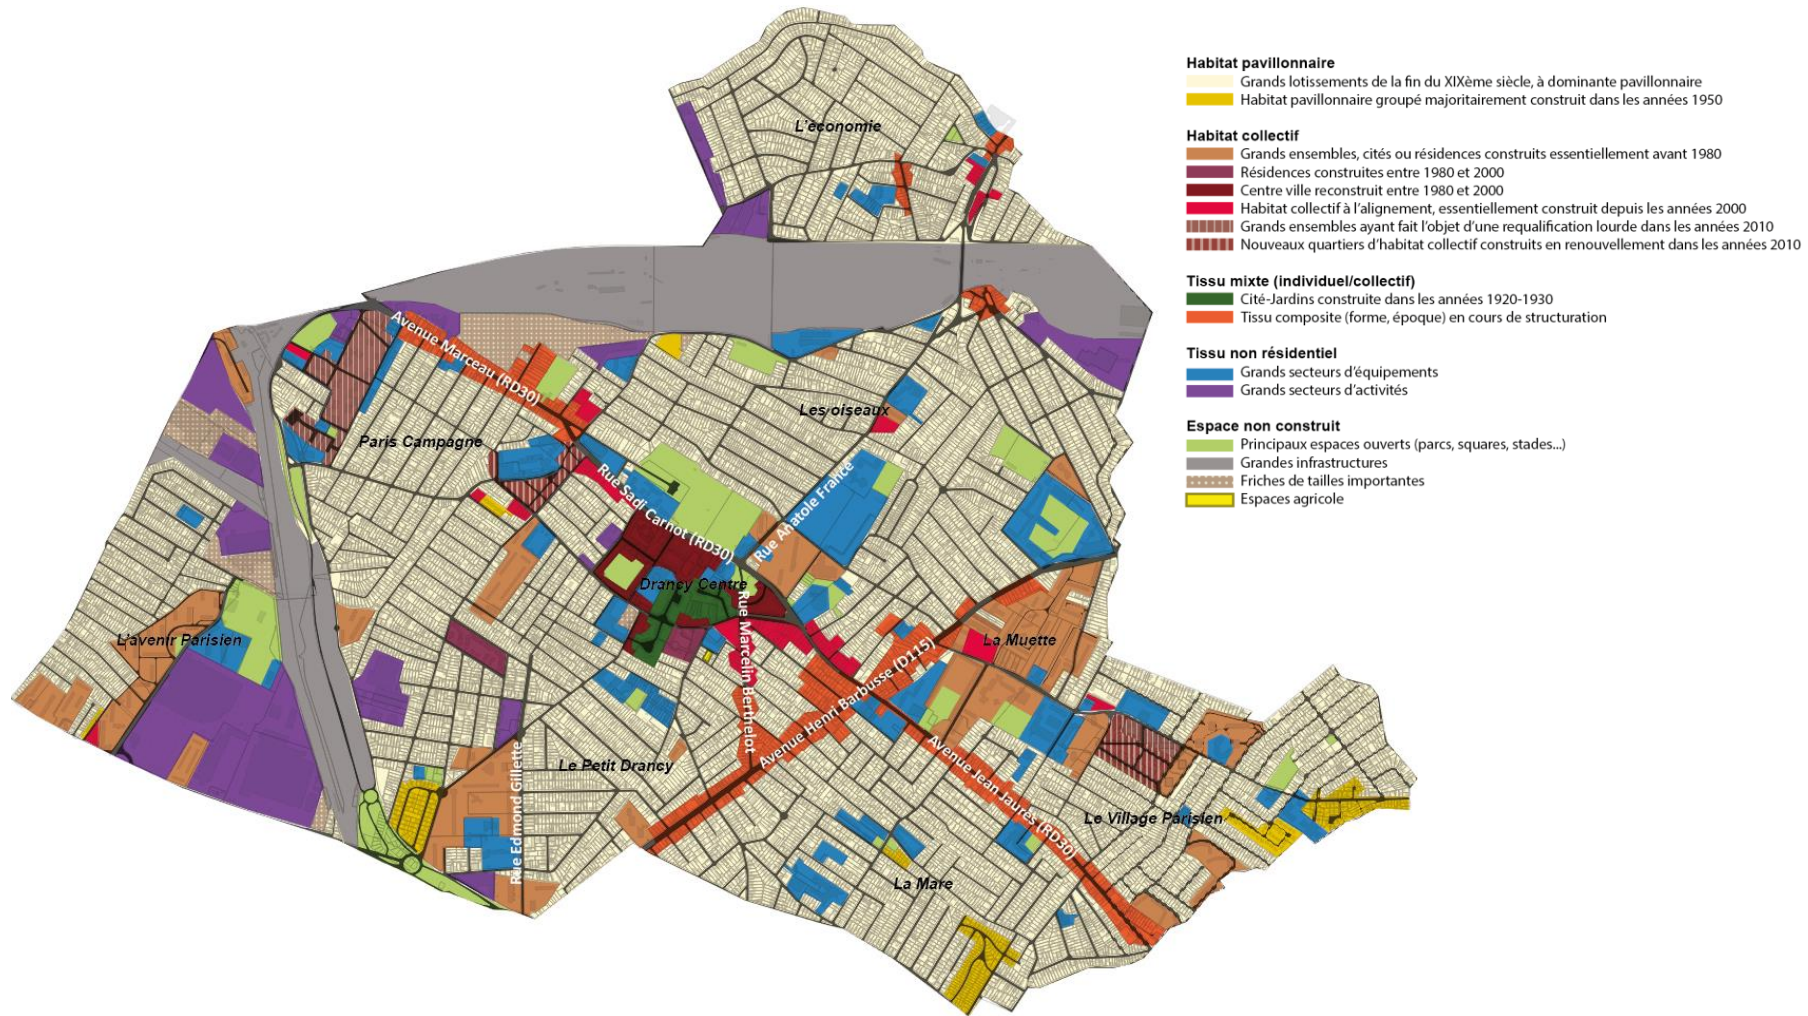 L'économie
Avenue Marceau (RD30)
Les oiseaux
Paris Campagne
Rue Sadi Carnot (RD30)
Rue Anatole France
Drancy Centre
Rue Marcelin Berthelot
L'avenir Parisien
La Muette
Avenue Henri Barbusse (D115)
Le Petit Drancy
Rue Edmond Gillette
Avenue Jean Jaurès (RD30)
Le Village Parisien
La Mare
Habitat pavillonnaire
Grands lotissements de la fin du XIXème siècle, à dominante pavillonnaire
Habitat pavillonnaire groupé majoritairement construit dans les années 1950
Habitat collectif
Grands ensembles, cités ou résidences construits essentiellement avant 1980
Résidences construites entre 1980 et 2000
Centre ville reconstruit entre 1980 et 2000
Habitat collectif à l'alignement, essentiellement construit depuis les années 2000
Grands ensembles ayant fait l'objet d'une requalification lourde dans les années 2010
Nouveaux quartiers d'habitat collectif construits en renouvellement dans les années 2010
Tissu mixte (individuel/collectif)
Cité-Jardins construite dans les années 1920-1930
Tissu composite (forme, époque) en cours de structuration
Tissu non résidentiel
Grands secteurs d'équipements
Grands secteurs d'activités
Espace non construit
Principaux espaces ouverts (parcs, squares, stades...)
Grandes infrastructures
Friches de tailles importantes
Espaces agricole